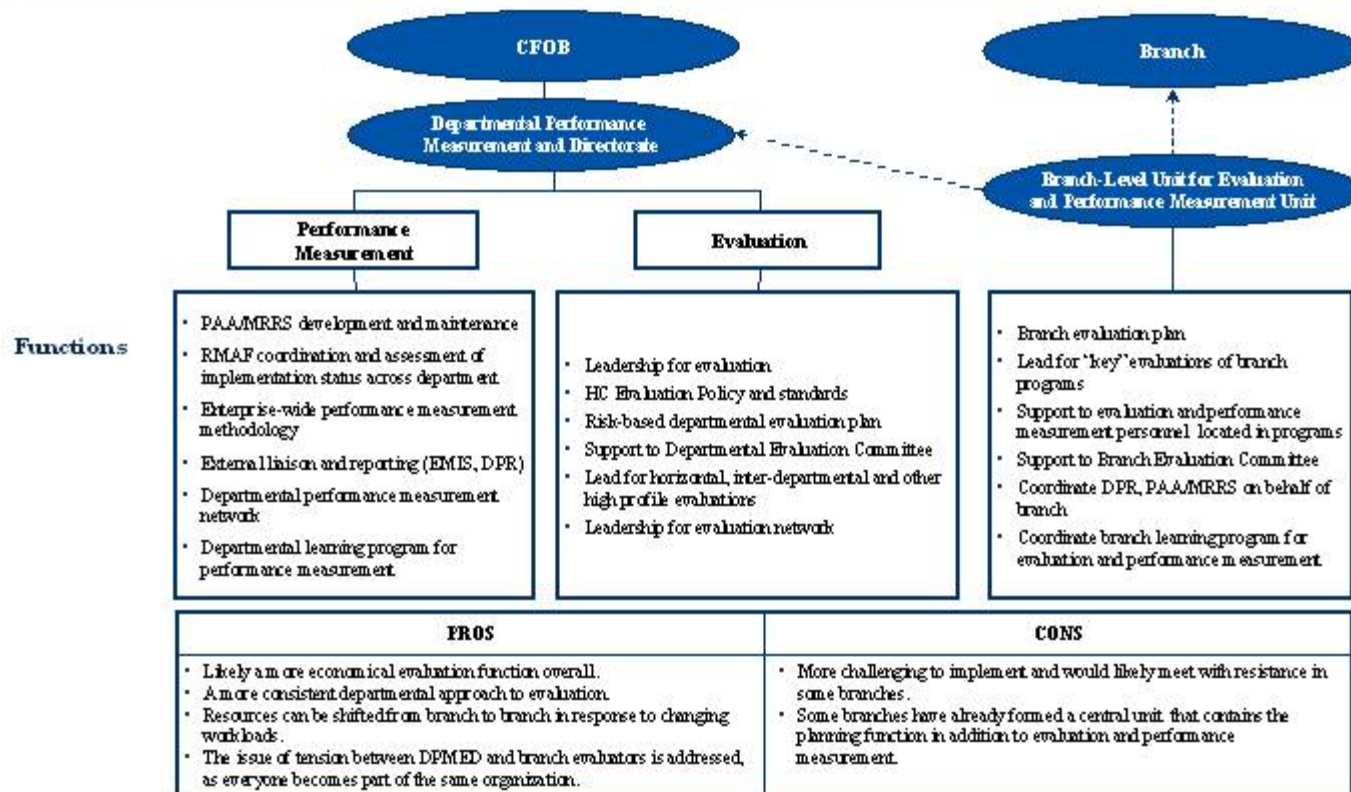 CFOB
Branch
Departmental Performance
Measurement and Directorate
Branch-Level Unit for Evaluation
and Performance Measurement Unit
Performance
Measurement
Evaluation
Functions
• PAA/MRRS development and maintenance
• RMAF coordination and assessment of
implementation status across department
• Enterprise-wide performance measurement
methodology
• External liaison and reporting (EMIS, DPR)
• Departmental performance measurement
network
• Departmental learning program for
performance measurement
• Leadership for evaluation
• HC Evaluation Policy and standards
• Risk-based departmental evaluation plan
• Support to Departmental Evaluation Committee
• Lead for horizontal, inter-departmental and other
high profile evaluations
• Leadership for evaluation network
• Branch evaluation plan
• Lead for "key" evaluations of branch
programs
• Support to evaluation and performance
measurement personnel located in programs
• Support to Branch Evaluation Committee
• Coordinate DPR, PAA/MRRS on behalf of
branch
• Coordinate branch learning program for
evaluation and performance measurement
PROS
• Likely a more economical evaluation function overall.
• A more consistent departmental approach to evaluation.
• Resources can be shifted from branch to branch in response to changing
workloads.
• The issue of tension between DPMED and branch evaluators is addressed,
as everyone becomes part of the same organization.
CONS
• More challenging to implement and would likely meet with resistance in
some branches.
• Some branches have already formed a central unit that contains the
planning function in addition to evaluation and performance
measurement.